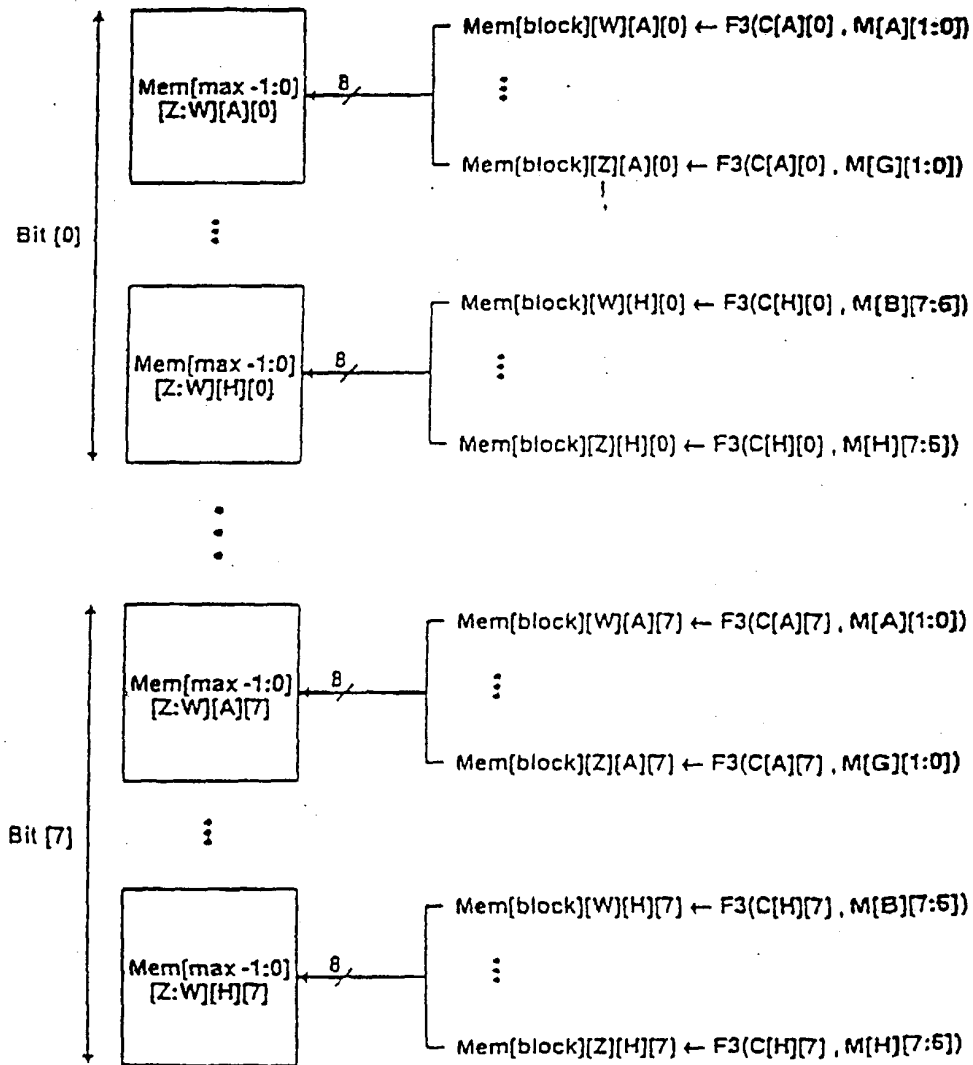 Mem[block][W][A][0] ← F3(C[A][0] , M[A][1:0])
Mem[max -1:0]
[Z:W][A][0]
8
Mem[block][Z][A][0] ← F3(C[A][0] , M[G][1:0])
Bit [0]
Mem[block][W][H][0] ← F3(C[H][0] , M[B][7:6])
Mem[max -1:0]
[Z:W][H][0]
8
Mem[block][Z][H][0] ← F3(C[H][0] , M[H][7:6])
Mem[block][W][A][7] ← F3(C[A][7] , M[A][1:0])
Mem[max -1:0]
[Z:W][A][7]
8
Mem[block][Z][A][7] ← F3(C[A][7] , M[G][1:0])
Bit [7]
Mem[block][W][H][7] ← F3(C[H][7] , M[B][7:6])
Mem[max -1:0]
[Z:W][H][7]
8
Mem[block][Z][H][7] ← F3(C[H][7] , M[H][7:6])